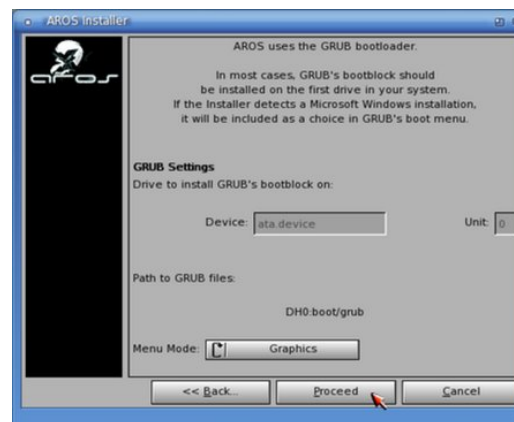 AROS Installer
AROS uses the GRUB bootloader.
In most cases, GRUB's bootblock should
be installed on the first drive in your system.
If the Installer detects a Microsoft Windows installation,
it will be included as a choice in GRUB's boot menu.
aros
GRUB Settings
Drive to install GRUB's bootblock on:
Device: ata.device Unit: 0
Path to GRUB files:
DH0:boot/grub
Menu Mode: Graphics
<< Back... Proceed Cancel